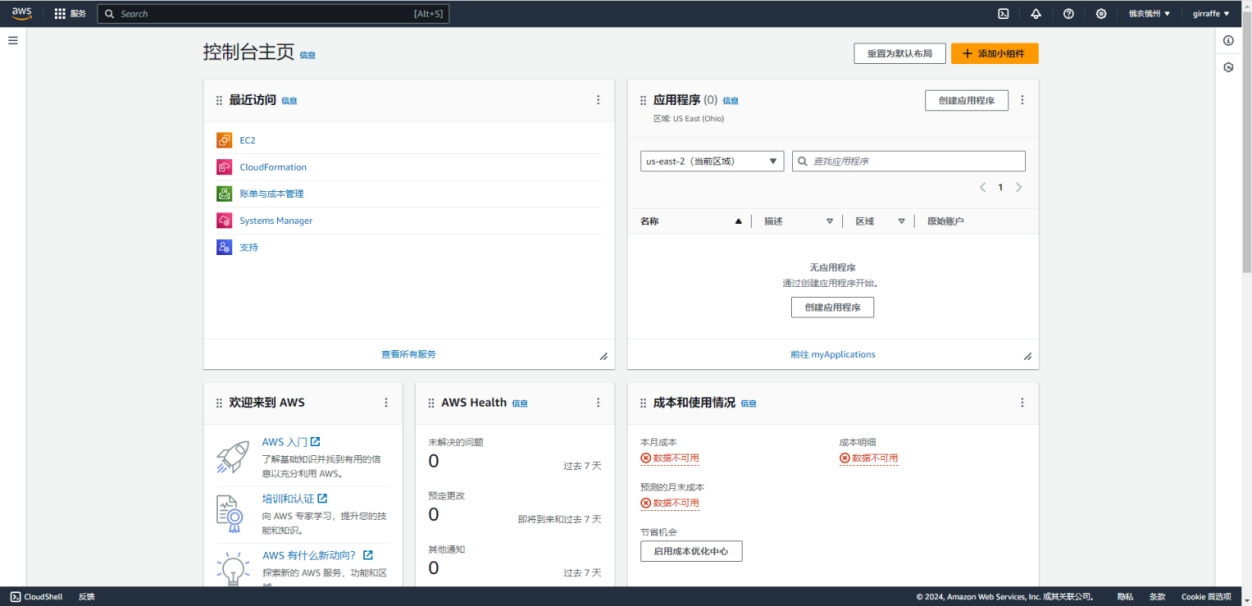 aws
服务
Search
[Alt+S]
俄亥俄州
girraffe
控制台主页 信息
重置为默认布局
添加小组件
最近访问 信息
EC2
CloudFormation
账单与成本管理
Systems Manager
支持
查看所有服务
应用程序 (0) 信息
区域: US East (Ohio)
创建应用程序
us-east-2（当前区域）
查找应用程序
1
名称 描述 区域 原始账户
无应用程序
通过创建应用程序开始。
创建应用程序
前往 myApplications
欢迎来到 AWS
AWS 入门
了解基础知识并找到有用的信
息以充分利用 AWS。
培训和认证
向 AWS 专家学习，提升您的技
能和知识。
AWS 有什么新动向？
探索新的 AWS 服务、功能和区
AWS Health 信息
未解决的问题
0
过去 7 天
预定更改
0
即将到来和过去 7 天
其他通知
0
过去 7 天
成本和使用情况 信息
本月成本
数据不可用
成本明细
数据不可用
预测的月末成本
数据不可用
节省机会
启用成本优化中心
CloudShell
反馈
© 2024, Amazon Web Services, Inc. 或其关联公司。
隐私
条款
Cookie 首选项